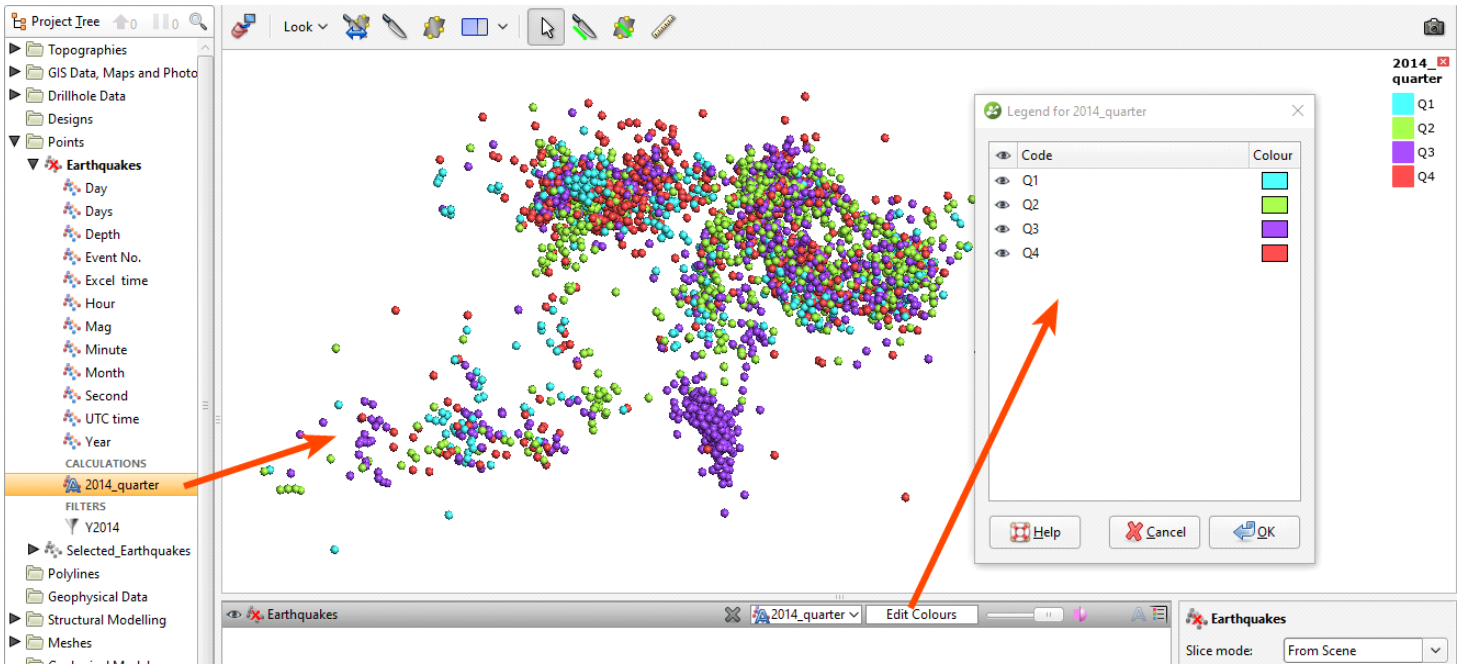 Project Tree 0 0
Look
Topographies
GIS Data, Maps and Photo
Drillhole Data
Designs
Points
Earthquakes
Day
Days
Depth
Event No.
Excel time
Hour
Mag
Minute
Month
Second
UTC time
Year
CALCULATIONS
2014_quarter
FILTERS
Y2014
Selected_Earthquakes
Polylines
Geophysical Data
Structural Modelling
Meshes
2014_
quarter
Q1
Q2
Q3
Q4
Legend for 2014_quarter
Code Colour
Q1
Q2
Q3
Q4
Help Cancel OK
Earthquakes 2014_quarter Edit Colours
Earthquakes
Slice mode: From Scene